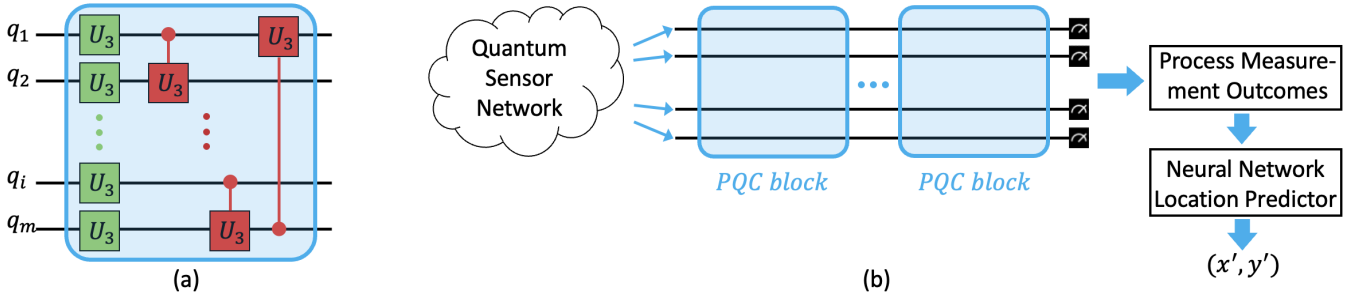 q₁
U₃
U₃
q₂
U₃
U₃
qᵢ
U₃
qₘ
U₃
U₃
(a)
Quantum
Sensor
Network
PQC block
PQC block
(b)
Process Measure-
ment Outcomes
Neural Network
Location Predictor
(x′, y′)